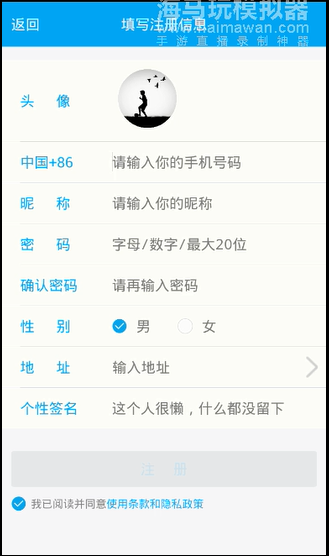 海马玩模拟器
www.haimawan.com
手游直播录制神器
返回
填写注册信息
头 像
中国+86 请输入你的手机号码
昵 称 请输入你的昵称
密 码 字母/数字/最大20位
确认密码 请再输入密码
性 别 男 女
地 址 输入地址
个性签名 这个人很懒，什么都没留下
注 册
我已阅读并同意使用条款和隐私政策